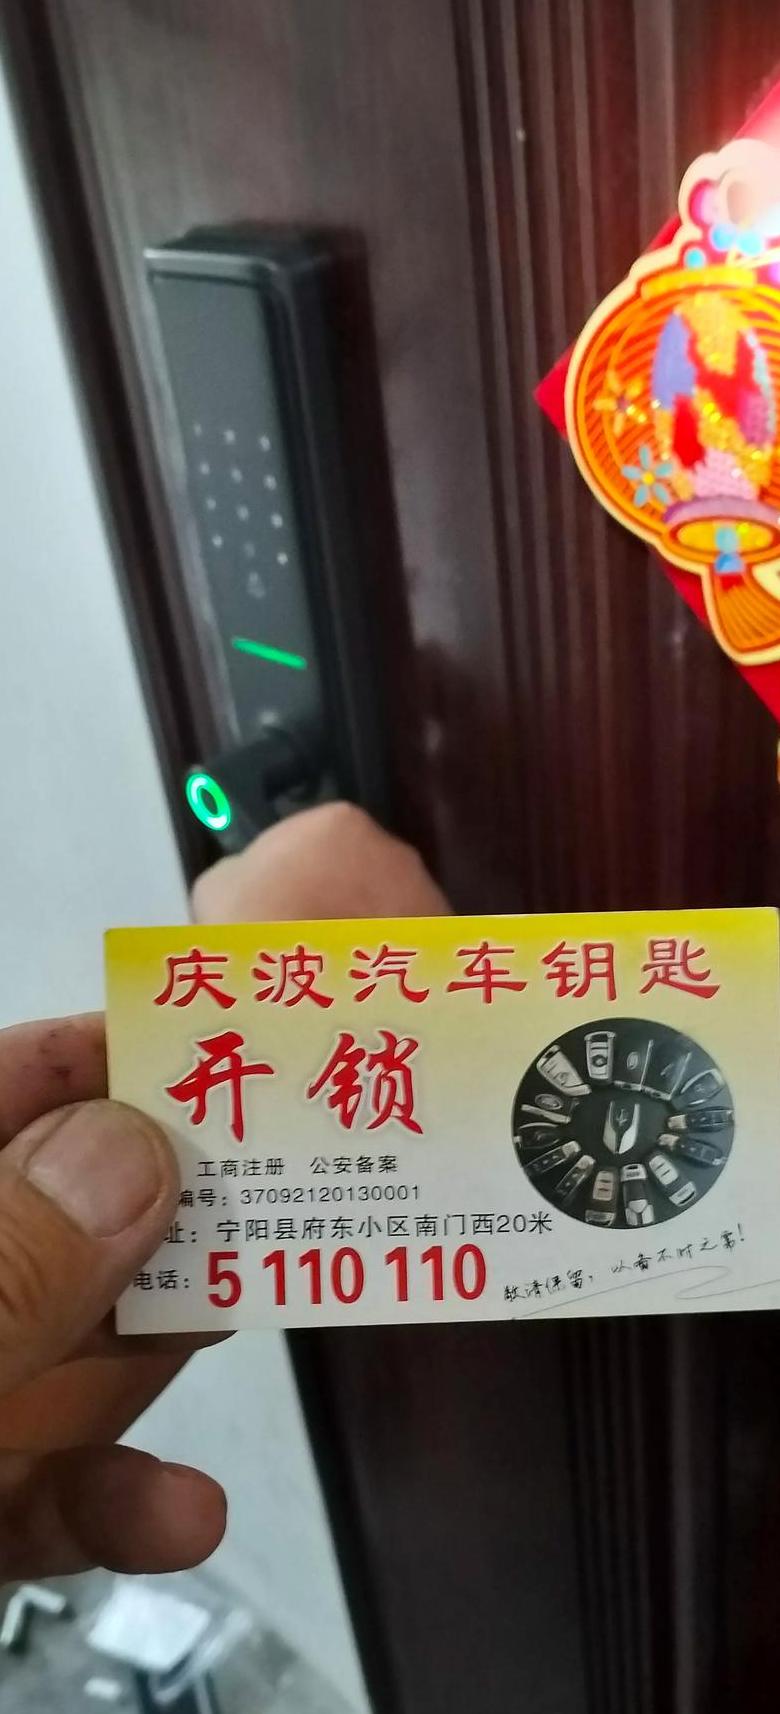 庆波汽车钥匙
开锁
工商注册 公安备案
编号：37092120130001
址：宁阳县府东小区南门西20米
电话：5 110 110
敬请保留，以备不时之需！